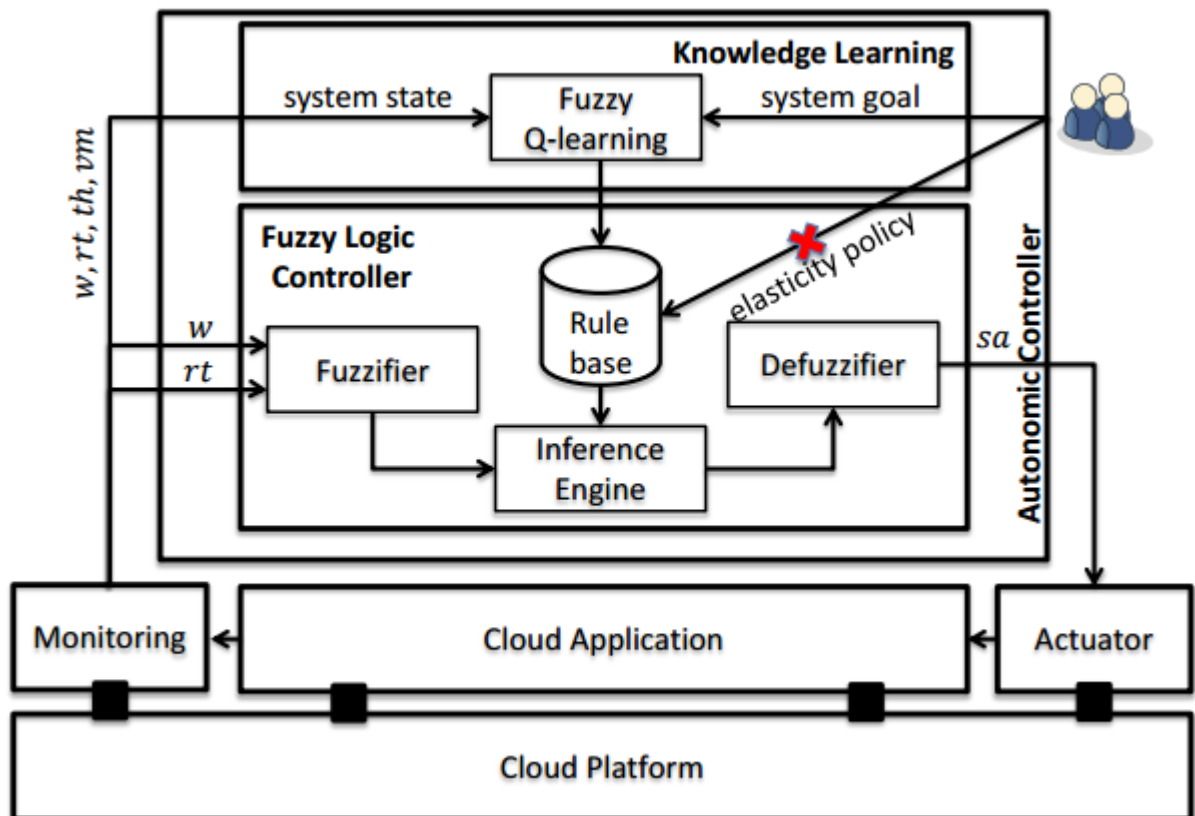 Knowledge Learning
system state
Fuzzy
Q-learning
system goal
w, rt, th, vm
Fuzzy Logic
Controller
elasticity policy
Rule
base
w
rt
Fuzzifier
Defuzzifier
sa
Autonomic Controller
Inference
Engine
Monitoring
Cloud Application
Actuator
Cloud Platform